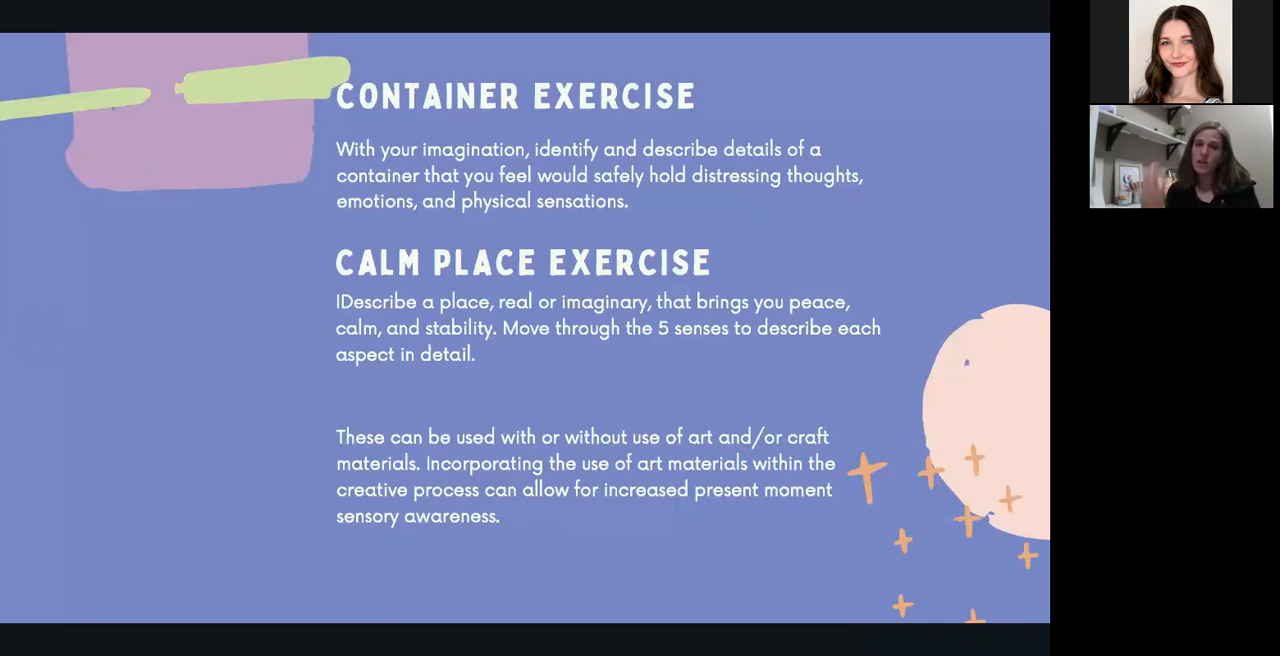 CONTAINER EXERCISE
With your imagination, identify and describe details of a
container that you feel would safely hold distressing thoughts,
emotions, and physical sensations.
CALM PLACE EXERCISE
IDescribe a place, real or imaginary, that brings you peace,
calm, and stability. Move through the 5 senses to describe each
aspect in detail.
These can be used with or without use of art and/or craft
materials. Incorporating the use of art materials within the
creative process can allow for increased present moment
sensory awareness.